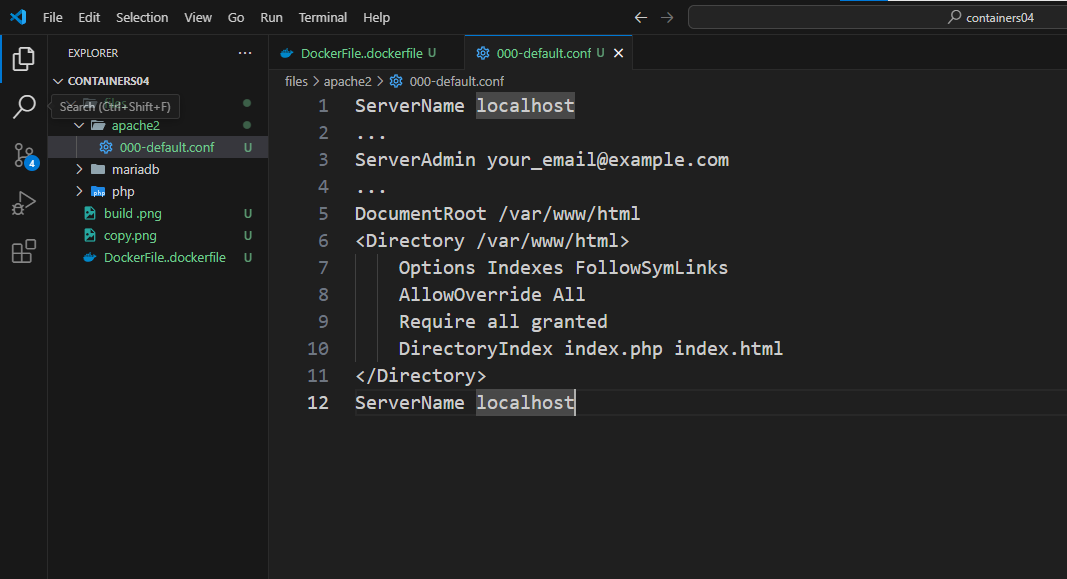 File Edit Selection View Go Run Terminal Help
containers04
EXPLORER
CONTAINERS04
Search (Ctrl+Shift+F)
apache2
000-default.conf U
mariadb
php php
build .png U
copy.png U
DockerFile..dockerfile U
4
DockerFile..dockerfile U
000-default.conf U
files > apache2 > 000-default.conf
1 ServerName localhost
2 ...
3 ServerAdmin your_email@example.com
4 ...
5 DocumentRoot /var/www/html
6 <Directory /var/www/html>
7 Options Indexes FollowSymLinks
8 AllowOverride All
9 Require all granted
10 DirectoryIndex index.php index.html
11 </Directory>
12 ServerName localhost